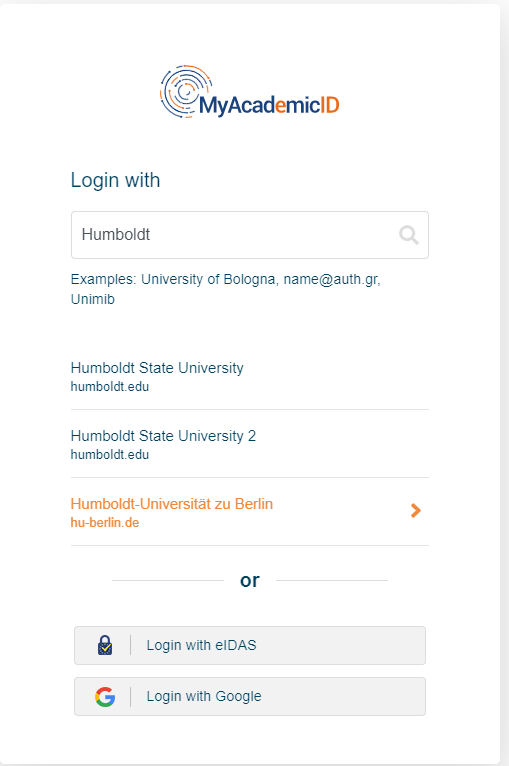 MyAcademicID
Login with
Humboldt
Examples: University of Bologna, name@auth.gr,
Unimib
Humboldt State University
humboldt.edu
Humboldt State University 2
humboldt.edu
Humboldt-Universität zu Berlin
hu-berlin.de
or
Login with eIDAS
Login with Google